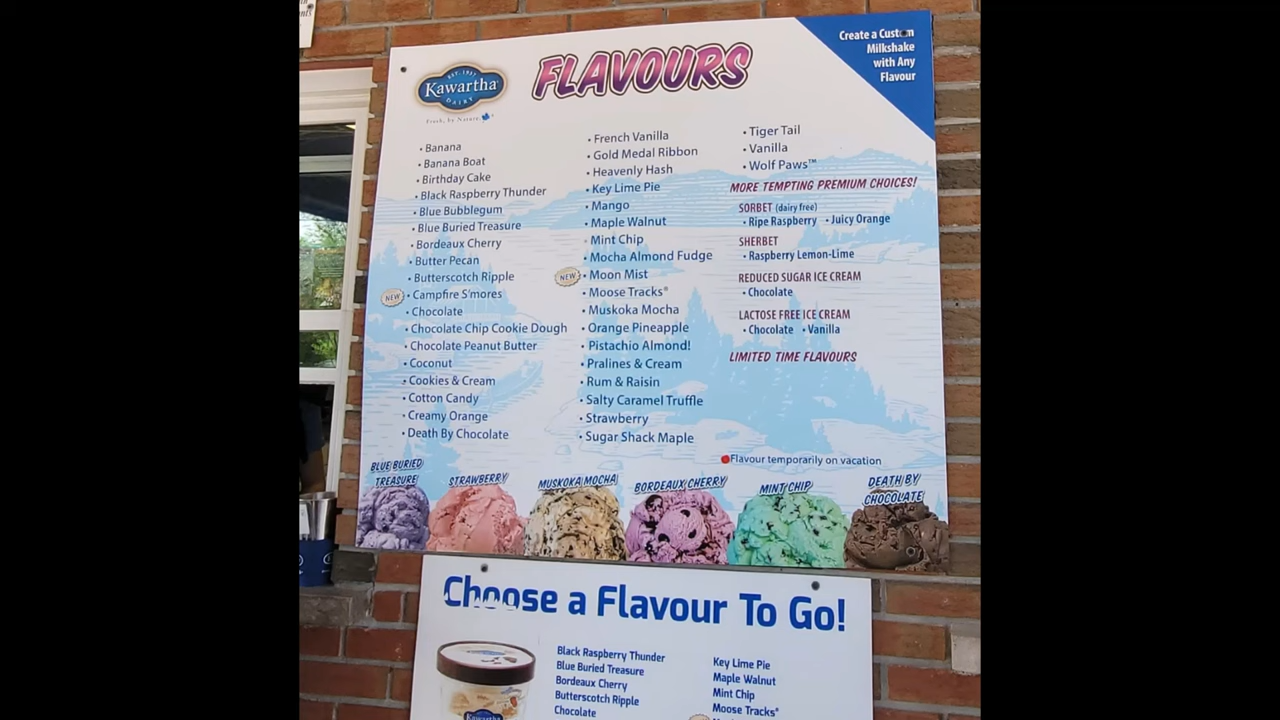 EST. 1937
Kawartha
DAIRY
Fresh, by Nature.
FLAVOURS
Create a Custom
Milkshake
with Any
Flavour
• Banana
• Banana Boat
• Birthday Cake
• Black Raspberry Thunder
• Blue Bubblegum
• Blue Buried Treasure
• Bordeaux Cherry
• Butter Pecan
• Butterscotch Ripple
NEW • Campfire S'mores
• Chocolate
• Chocolate Chip Cookie Dough
• Chocolate Peanut Butter
• Coconut
• Cookies & Cream
• Cotton Candy
• Creamy Orange
• Death By Chocolate
• French Vanilla
• Gold Medal Ribbon
• Heavenly Hash
• Key Lime Pie
• Mango
• Maple Walnut
• Mint Chip
• Mocha Almond Fudge
NEW • Moon Mist
• Moose Tracks®
• Muskoka Mocha
• Orange Pineapple
• Pistachio Almond!
• Pralines & Cream
• Rum & Raisin
• Salty Caramel Truffle
• Strawberry
• Sugar Shack Maple
• Tiger Tail
• Vanilla
• Wolf Paws™
MORE TEMPTING PREMIUM CHOICES!
SORBET (dairy free)
• Ripe Raspberry • Juicy Orange
SHERBET
• Raspberry Lemon-Lime
REDUCED SUGAR ICE CREAM
• Chocolate
LACTOSE FREE ICE CREAM
• Chocolate • Vanilla
LIMITED TIME FLAVOURS
Flavour temporarily on vacation
BLUE BURIED
TREASURE
STRAWBERRY
MUSKOKA MOCHA
BORDEAUX CHERRY
MINT CHIP
DEATH BY
CHOCOLATE
Choose a Flavour To Go!
Kawartha
Black Raspberry Thunder
Blue Buried Treasure
Bordeaux Cherry
Butterscotch Ripple
Chocolate
Key Lime Pie
Maple Walnut
Mint Chip
Moose Tracks®